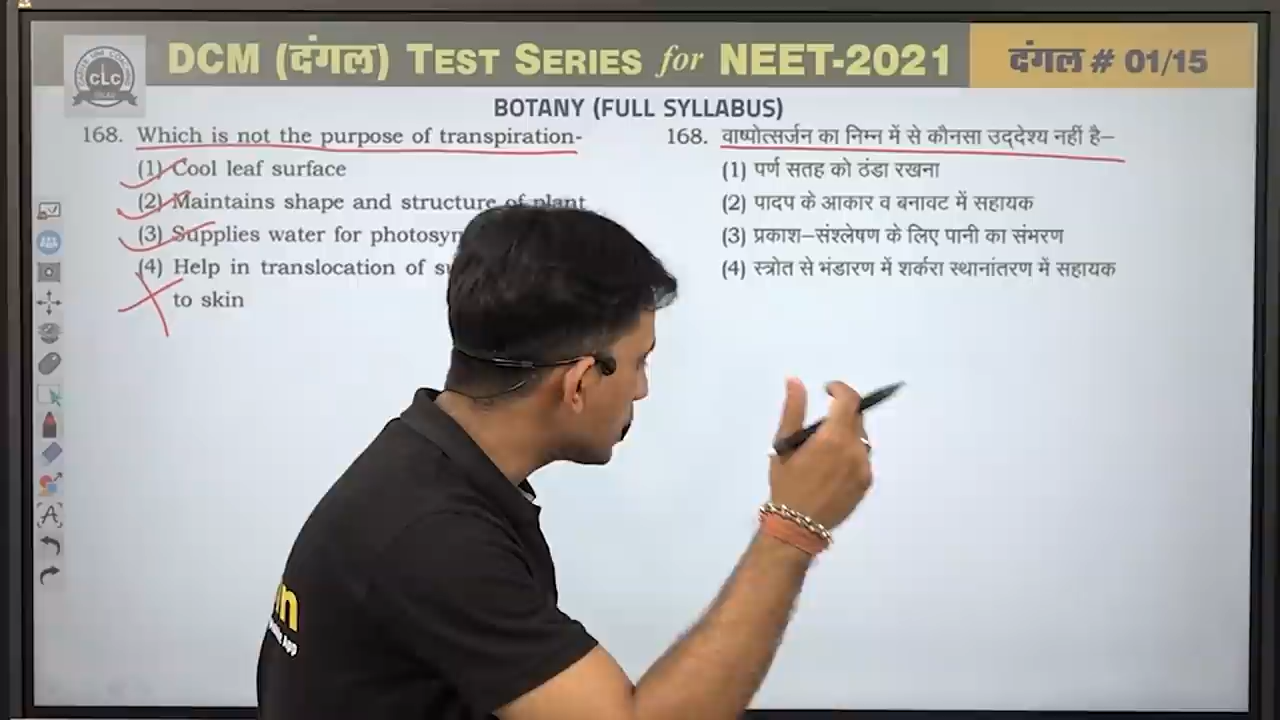 DCM (दंगल) TEST SERIES for NEET-2021
दंगल # 01/15
CLC
BOTANY (FULL SYLLABUS)
168. Which is not the purpose of transpiration-
(1) Cool leaf surface
(2) Maintains shape and structure of plant
(3) Supplies water for
(4) Help in translocation of
to skin
168. वाष्पोत्सर्जन का निम्न में से कौनसा उद्देश्य नहीं है–
(1) पर्ण सतह को ठंडा रखना
(2) पादप के आकार व बनावट में सहायक
(3) प्रकाश–संश्लेषण के लिए पानी का संभरण
(4) स्त्रोत से भंडारण में शर्करा स्थानांतरण में सहायक